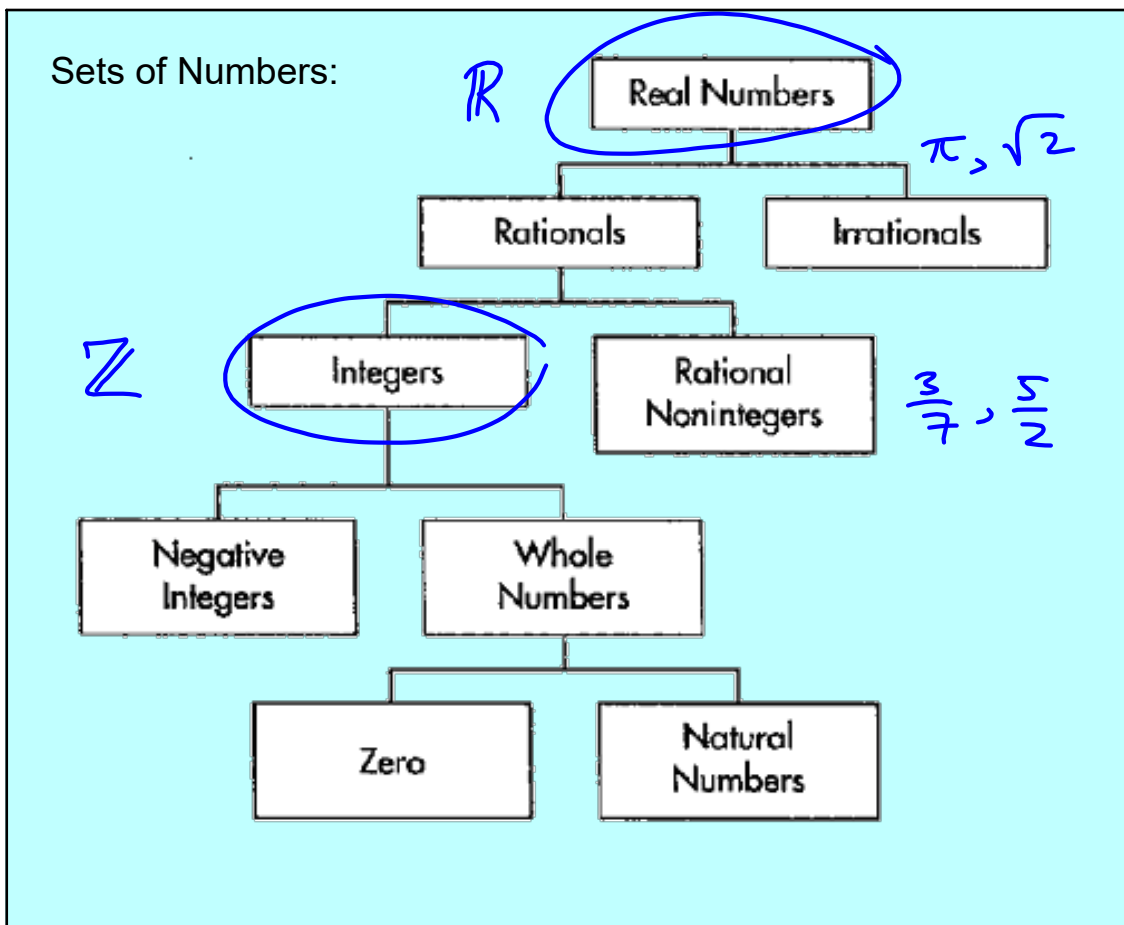 Sets of Numbers:
ℝ
Real Numbers
π, √2
Rationals
Irrationals
ℤ
Integers
Rational
Nonintegers
3/7, 5/2
Negative
Integers
Whole
Numbers
Zero
Natural
Numbers